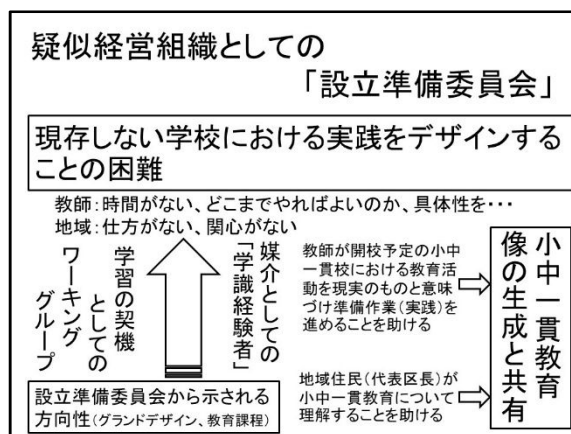 疑似経営組織としての
「設立準備委員会」
現存しない学校における実践をデザインする
ことの困難
教師:時間がない、どこまでやればよいのか、具体性を・・・
地域:仕方がない、関心がない
学習の契機
としての
ワーキング
グループ
媒介としての
「学識経験者」
教師が開校予定の小中
一貫校における教育活
動を現実のものと意味
づけ準備作業(実践)を
進めることを助ける
地域住民(代表区長)が
小中一貫教育について
理解することを助ける
小中一貫教育
像の生成と共有
設立準備委員会から示される
方向性(グランドデザイン、教育課程)